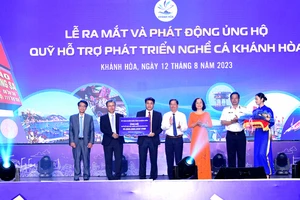 LỄ RA MẮT VÀ PHÁT ĐỘNG ỦNG HỘ
QUỸ HỖ TRỢ PHÁT TRIỂN NGHỀ CÁ KHÁNH HÒA
KHÁNH HÒA, NGÀY 12 THÁNG 8 NĂM 2023